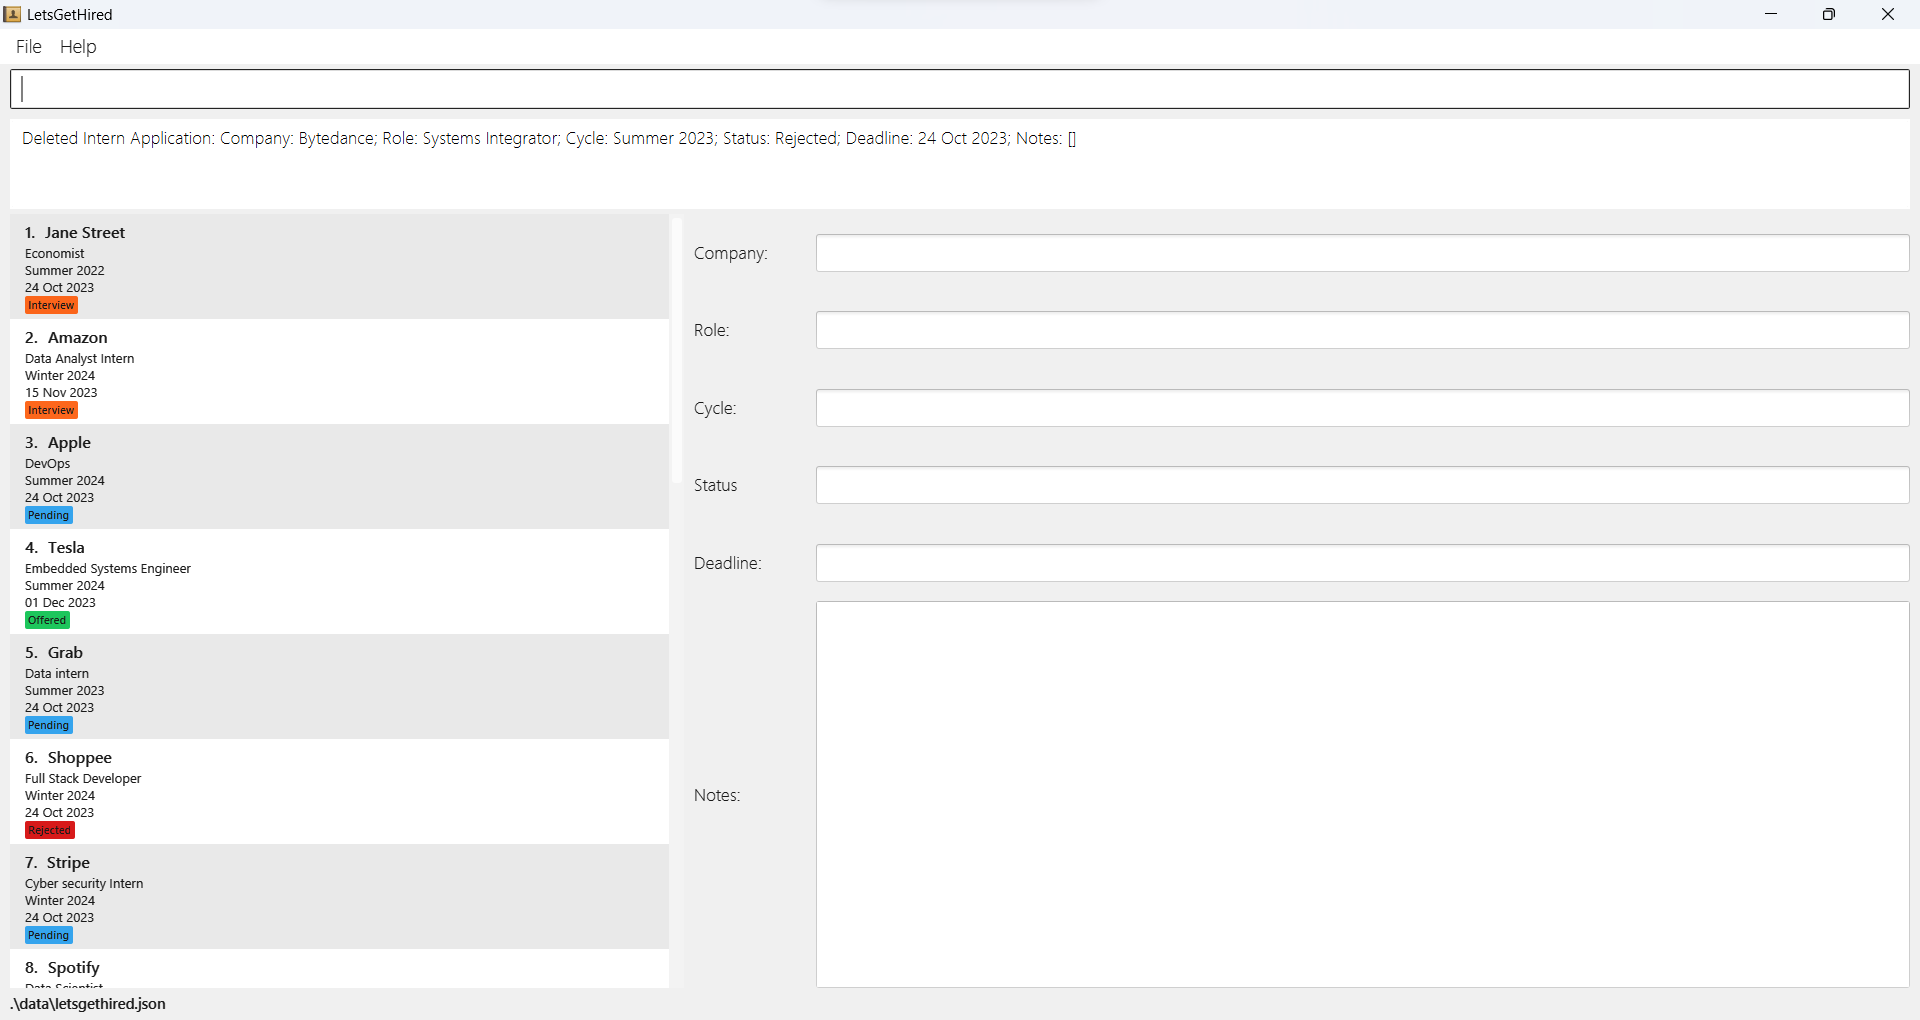 LetsGetHired
File Help
Deleted Intern Application: Company: Bytedance; Role: Systems Integrator; Cycle: Summer 2023; Status: Rejected; Deadline: 24 Oct 2023; Notes: []
1. Jane Street
Economist
Summer 2022
24 Oct 2023
Interview
2. Amazon
Data Analyst Intern
Winter 2024
15 Nov 2023
Interview
3. Apple
DevOps
Summer 2024
24 Oct 2023
Pending
4. Tesla
Embedded Systems Engineer
Summer 2024
01 Dec 2023
Offered
5. Grab
Data intern
Summer 2023
24 Oct 2023
Pending
6. Shoppee
Full Stack Developer
Winter 2024
24 Oct 2023
Rejected
7. Stripe
Cyber security Intern
Winter 2024
24 Oct 2023
Pending
8. Spotify
Data Scientist
Company:
Role:
Cycle:
Status
Deadline:
Notes:
.\data\letsgethired.json